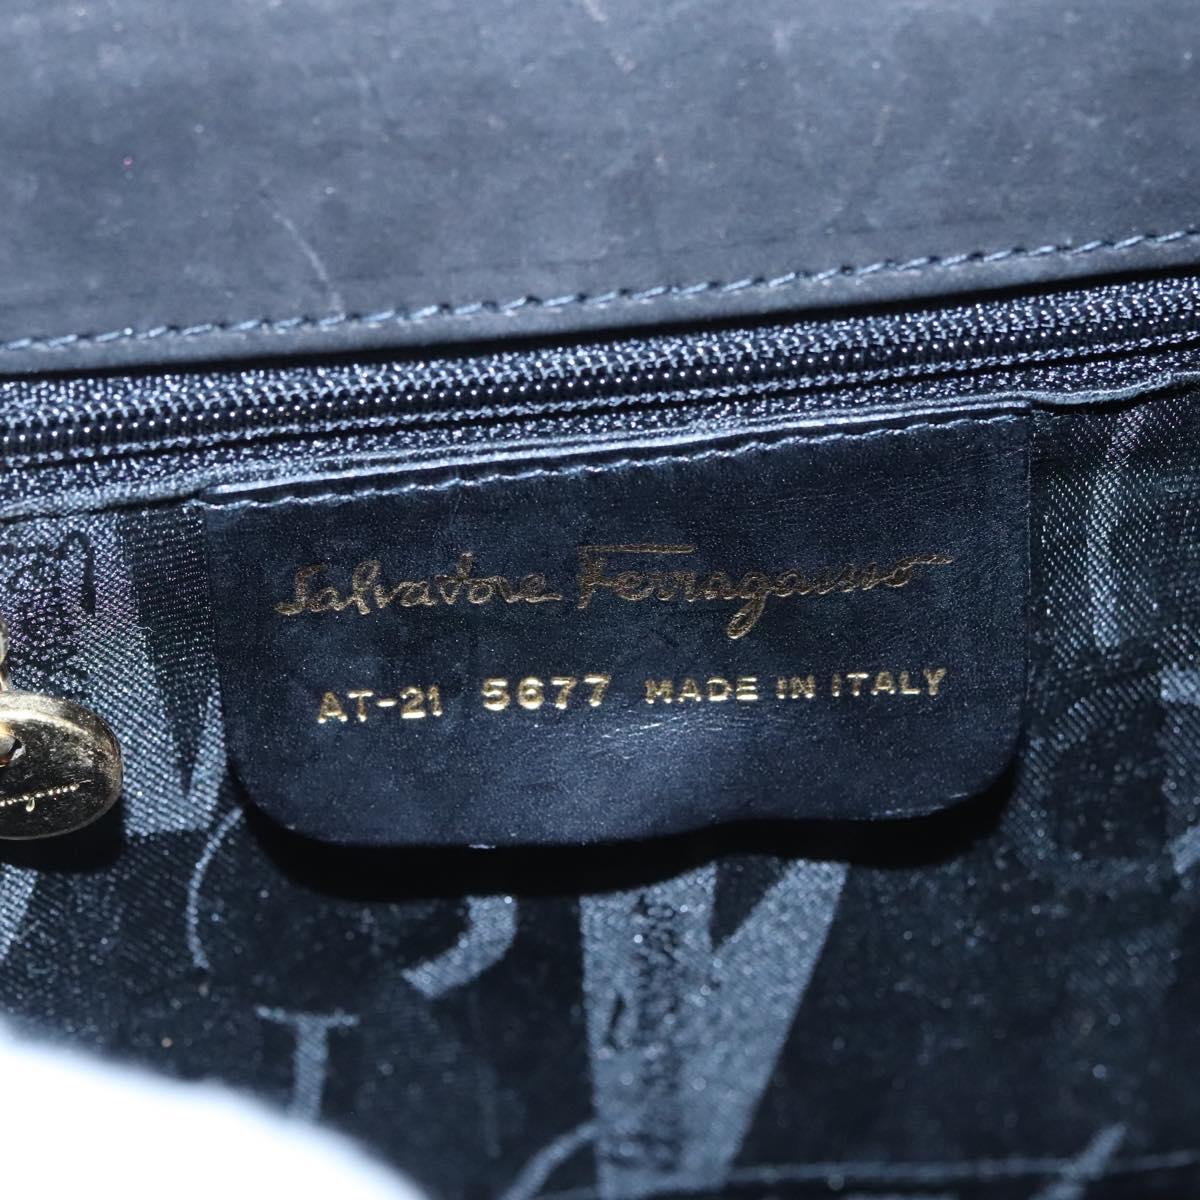 Salvatore Ferragamo
AT-21 5677 MADE IN ITALY